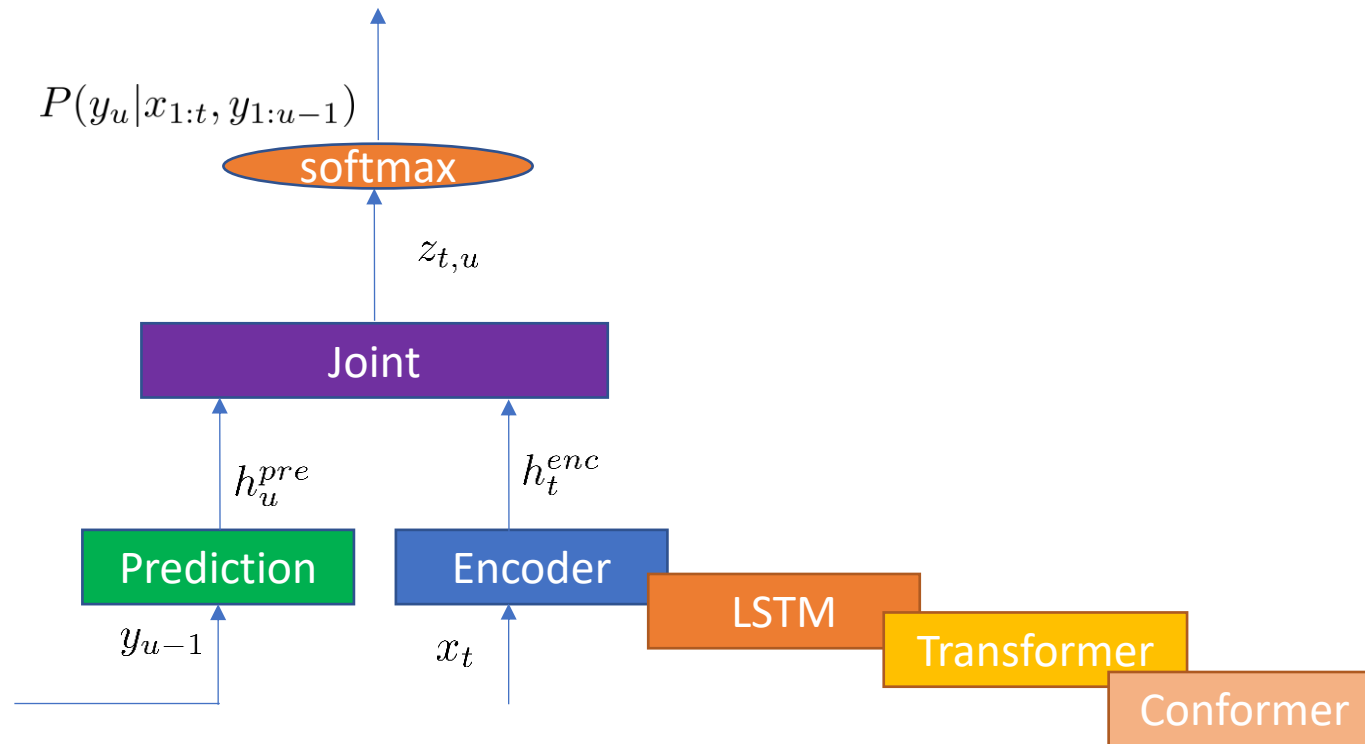 P(y_u|x_{1:t}, y_{1:u-1})
softmax
z_{t,u}
Joint
h_u^{pre}
h_t^{enc}
Prediction
Encoder
LSTM
y_{u-1}
x_t
Transformer
Conformer